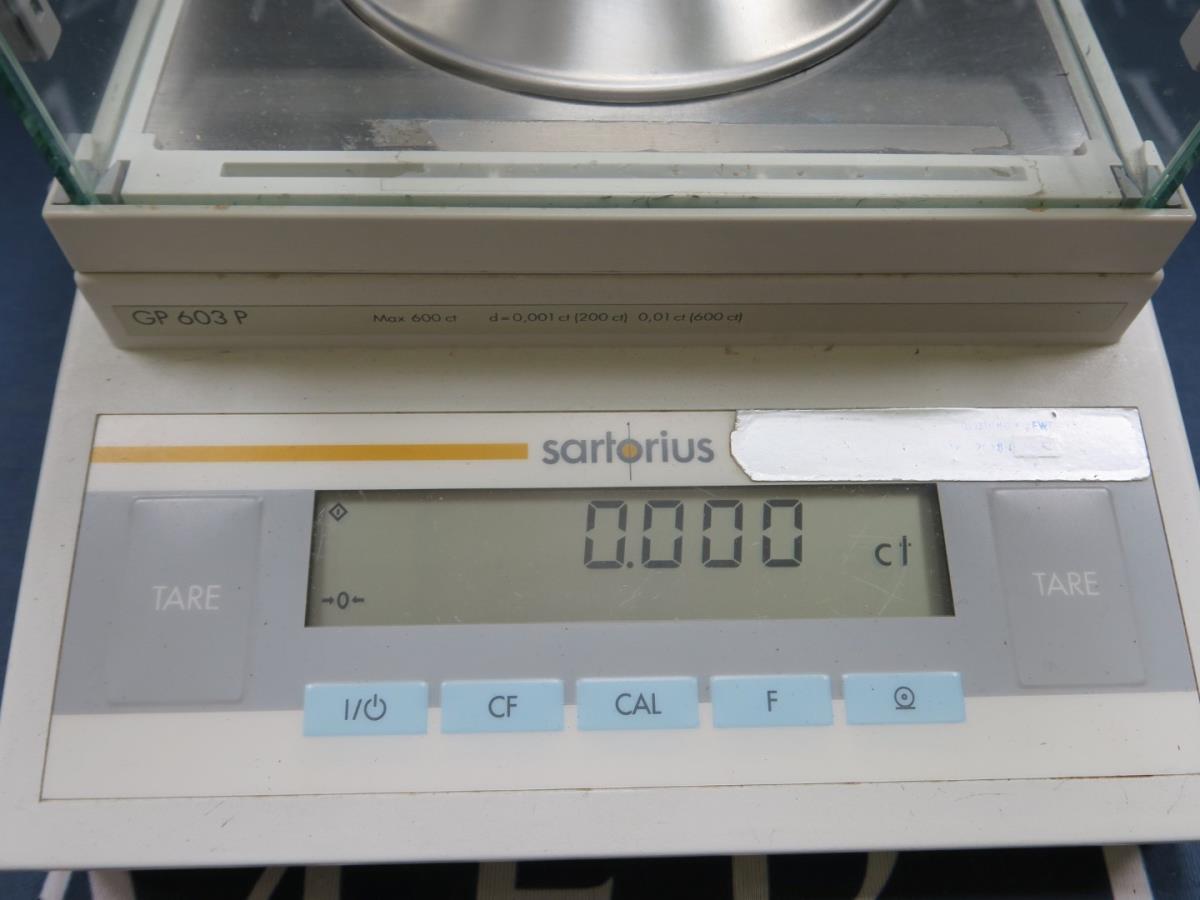 GP 603 P Max 600 ct d=0,001 ct (200 ct) 0,01 ct (600 ct)
sartorius
0.000 ct
→0←
TARE
TARE
I/⏻ CF CAL F